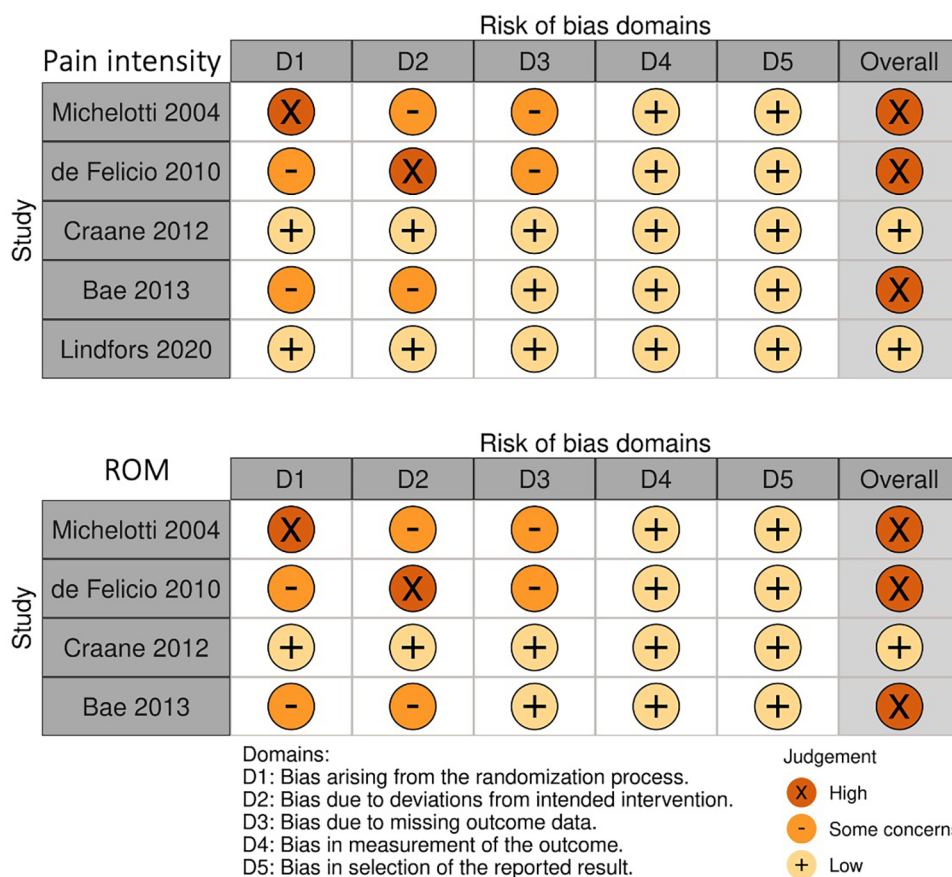 Risk of bias domains
Pain intensity D1 D2 D3 D4 D5 Overall
Study
Michelotti 2004 X - - + + X
de Felicio 2010 - X - + + X
Craane 2012 + + + + + +
Bae 2013 - - + + + X
Lindfors 2020 + + + + + +
Risk of bias domains
ROM D1 D2 D3 D4 D5 Overall
Study
Michelotti 2004 X - - + + X
de Felicio 2010 - X - + + X
Craane 2012 + + + + + +
Bae 2013 - - + + + X
Domains:
D1: Bias arising from the randomization process.
D2: Bias due to deviations from intended intervention.
D3: Bias due to missing outcome data.
D4: Bias in measurement of the outcome.
D5: Bias in selection of the reported result.
Judgement
X High
- Some concerns
+ Low